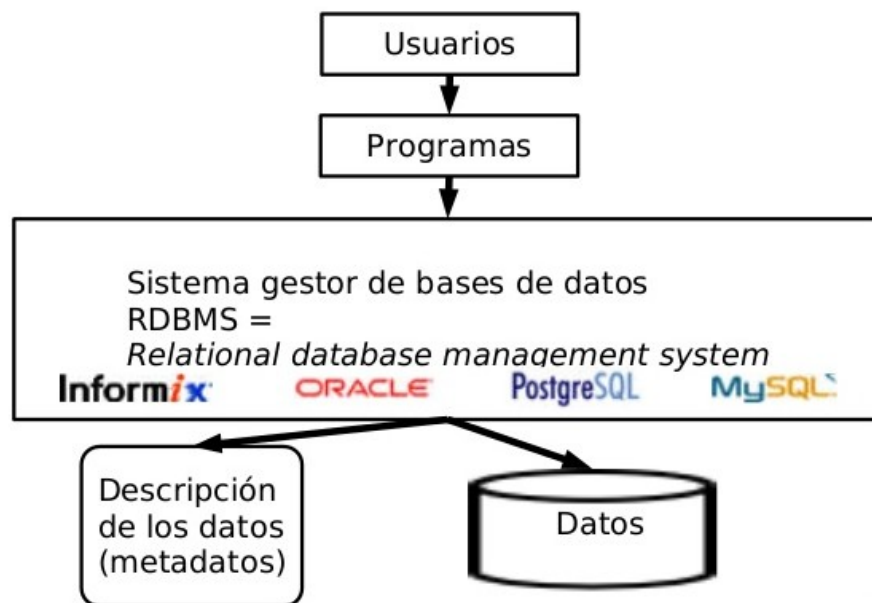 Usuarios
Programas
Sistema gestor de bases de datos
RDBMS =
Relational database management system
Informix ORACLE PostgreSQL MySQL
Descripción
de los datos
(metadatos)
Datos